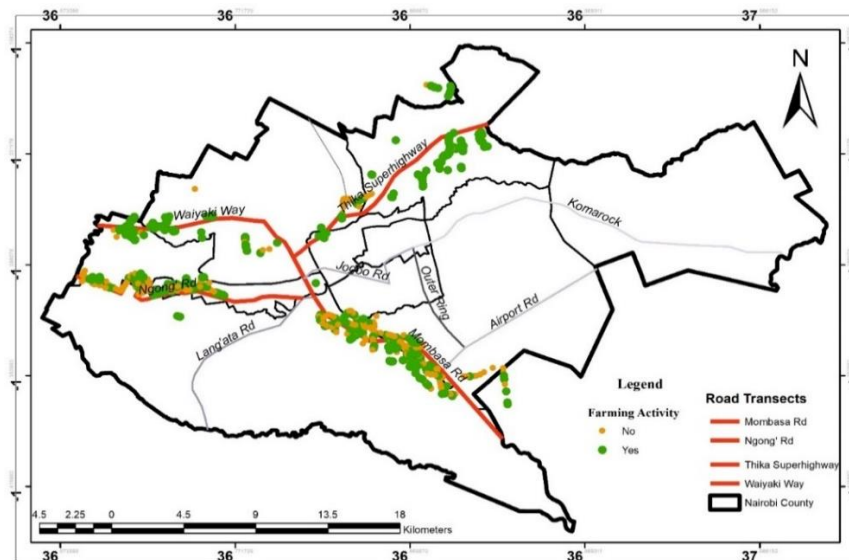 36 36 36 36 37
N
Thika Superhighway
Waiyaki Way
Komarock
Jogoo Rd
Ngong' Rd
Outer Ring
Airport Rd
Lang'ata Rd
Mombasa Rd
Legend
Farming Activity
No
Yes
Road Transects
Mombasa Rd
Ngong' Rd
Thika Superhighway
Waiyaki Way
Nairobi County
4.5 2.25 0 4.5 9 13.5 18
Kilometers
36 36 36 36 37